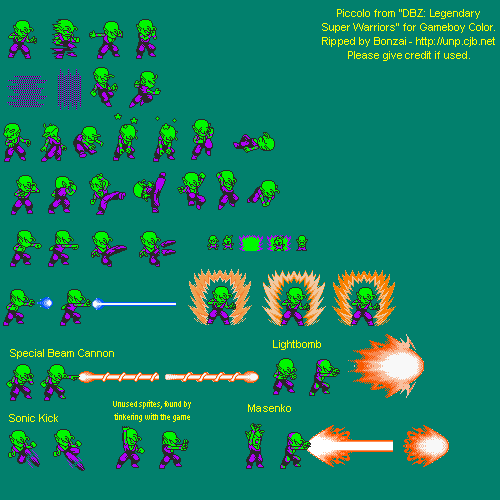 Piccolo from "DBZ: Legendary
Super Warriors" for Gameboy Color.
Ripped by Bonzai - http://unp.cjb.net
Please give credit if used.
Lightbomb
Special Beam Cannon
Unused sprites, found by
tinkering with the game
Masenko
Sonic Kick